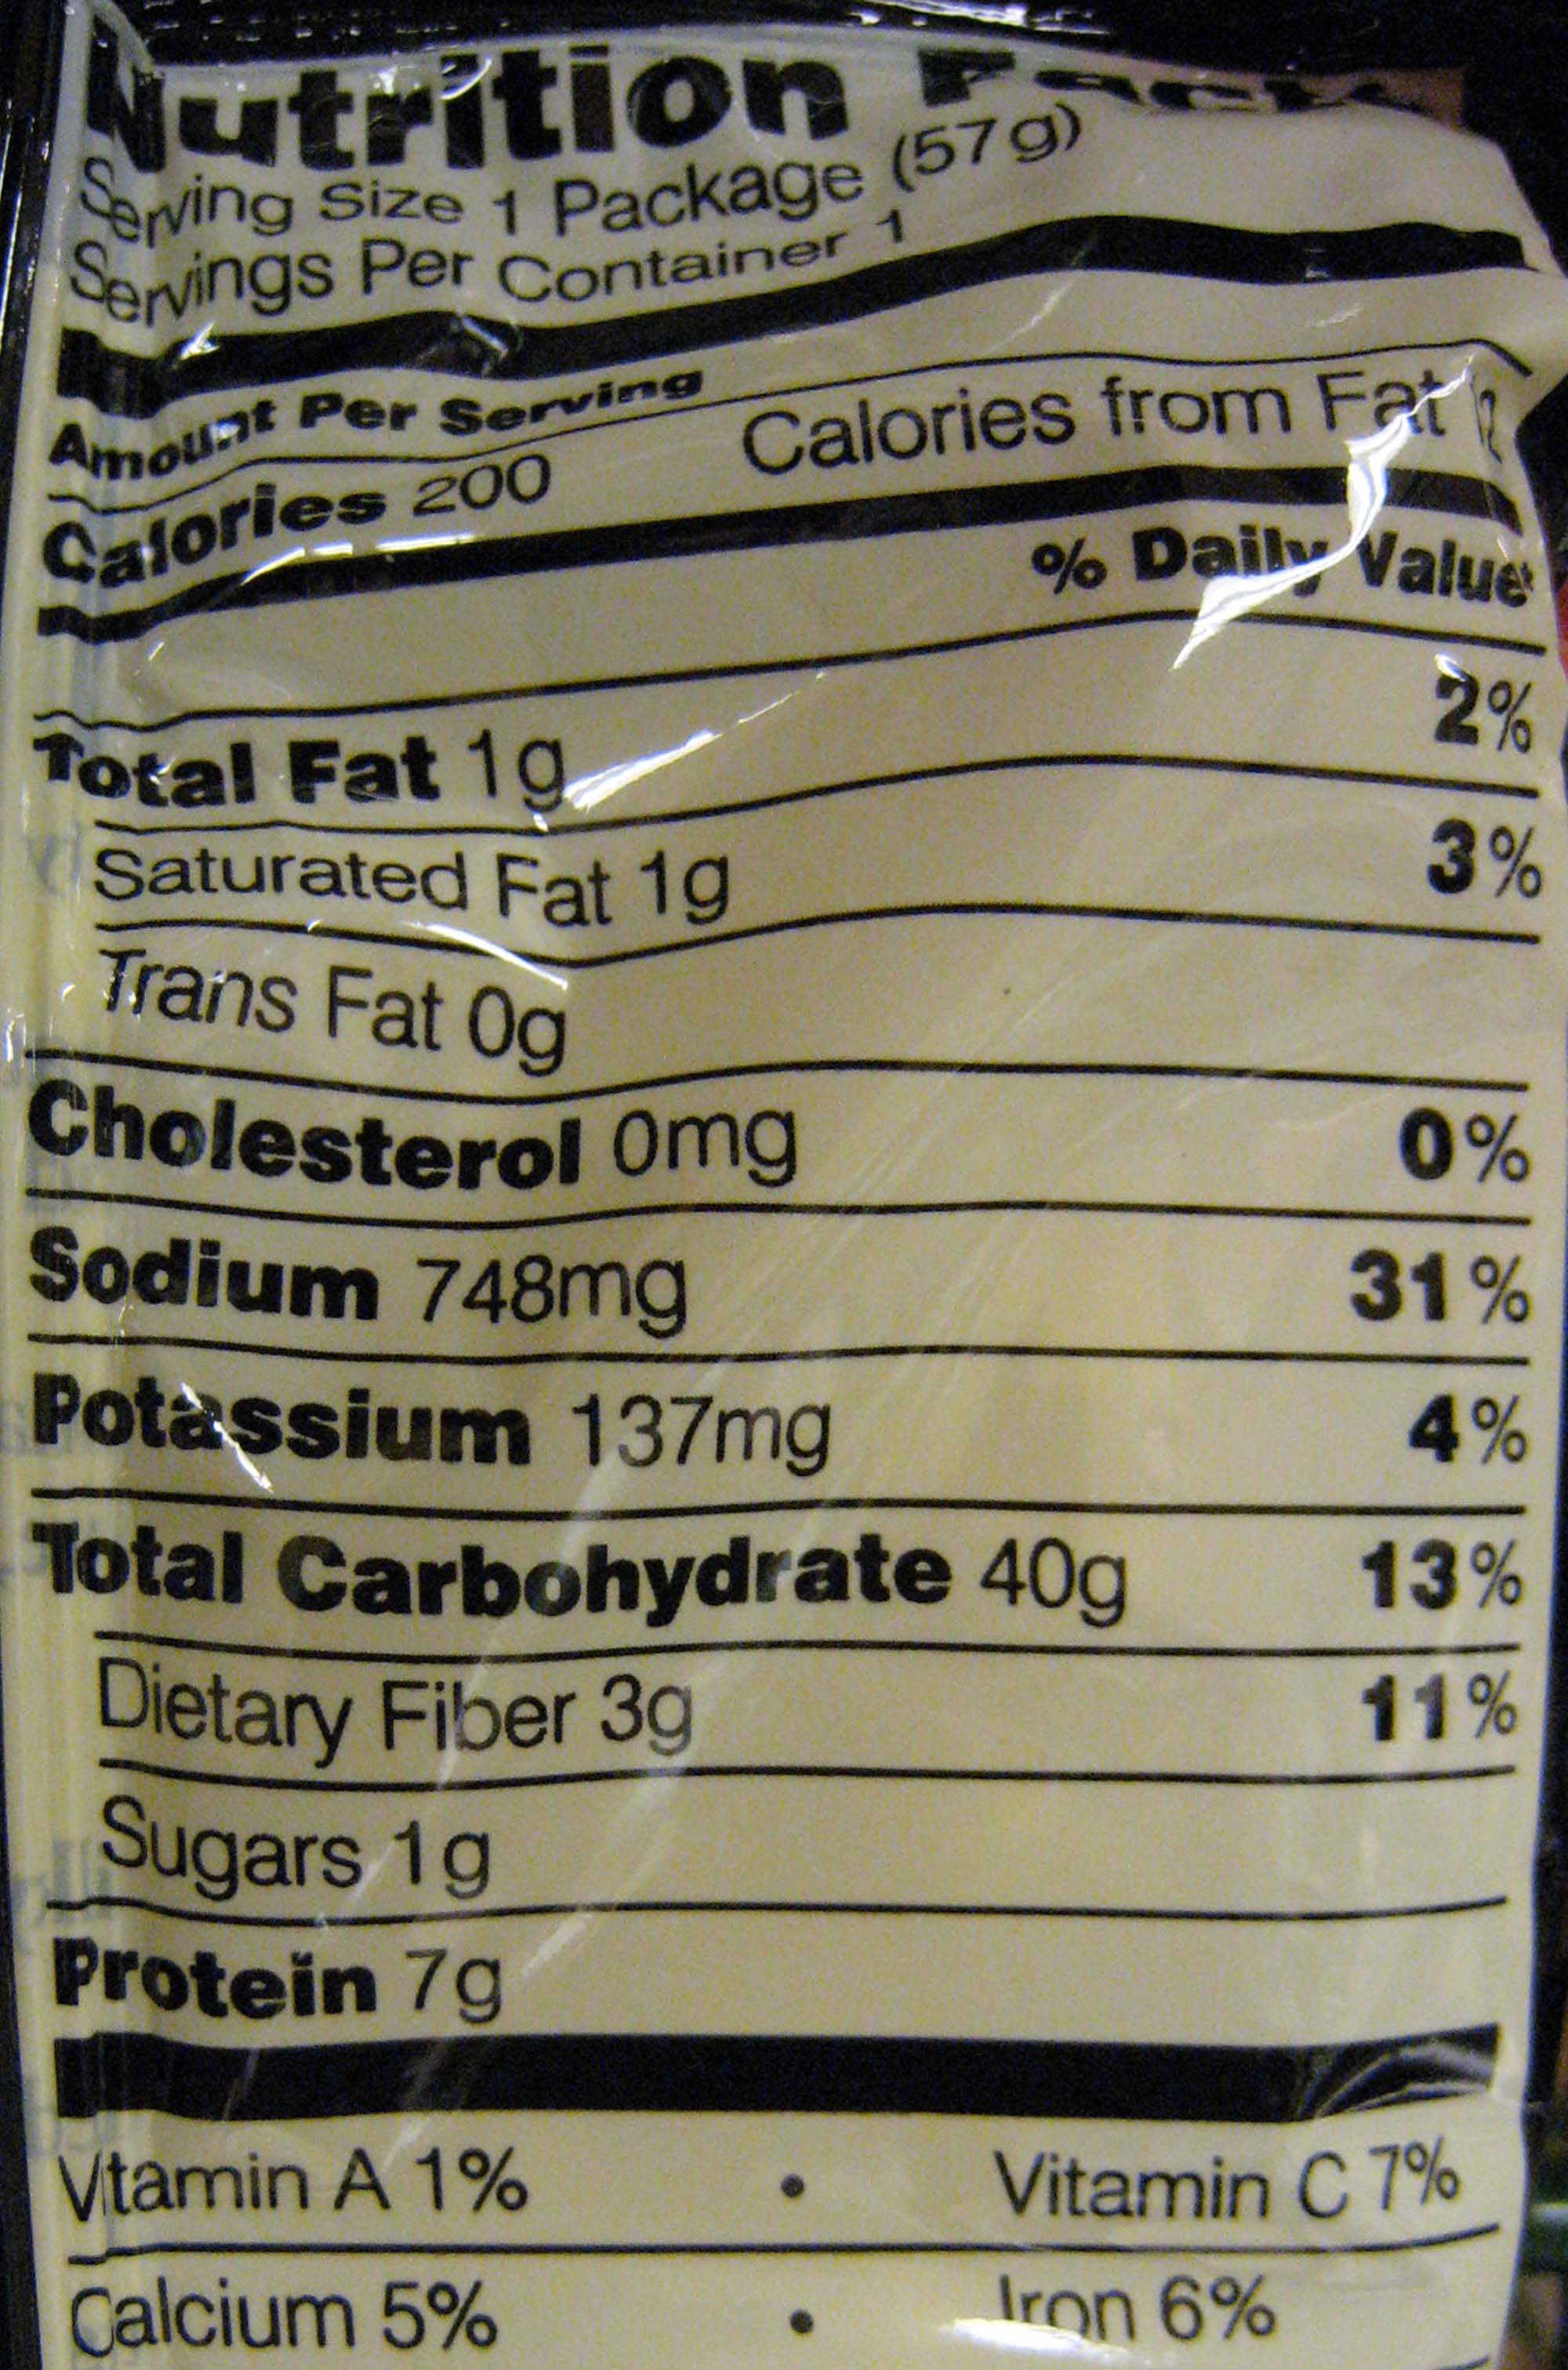 Nutrition Facts
Serving Size 1 Package (57g)
Servings Per Container 1
Amount Per Serving
Calories 200 Calories from Fat 12
% Daily Value*
Total Fat 1g 2%
Saturated Fat 1g 3%
Trans Fat 0g
Cholesterol 0mg 0%
Sodium 748mg 31%
Potassium 137mg 4%
Total Carbohydrate 40g 13%
Dietary Fiber 3g 11%
Sugars 1g
Protein 7g
Vitamin A 1% • Vitamin C 7%
Calcium 5% • Iron 6%